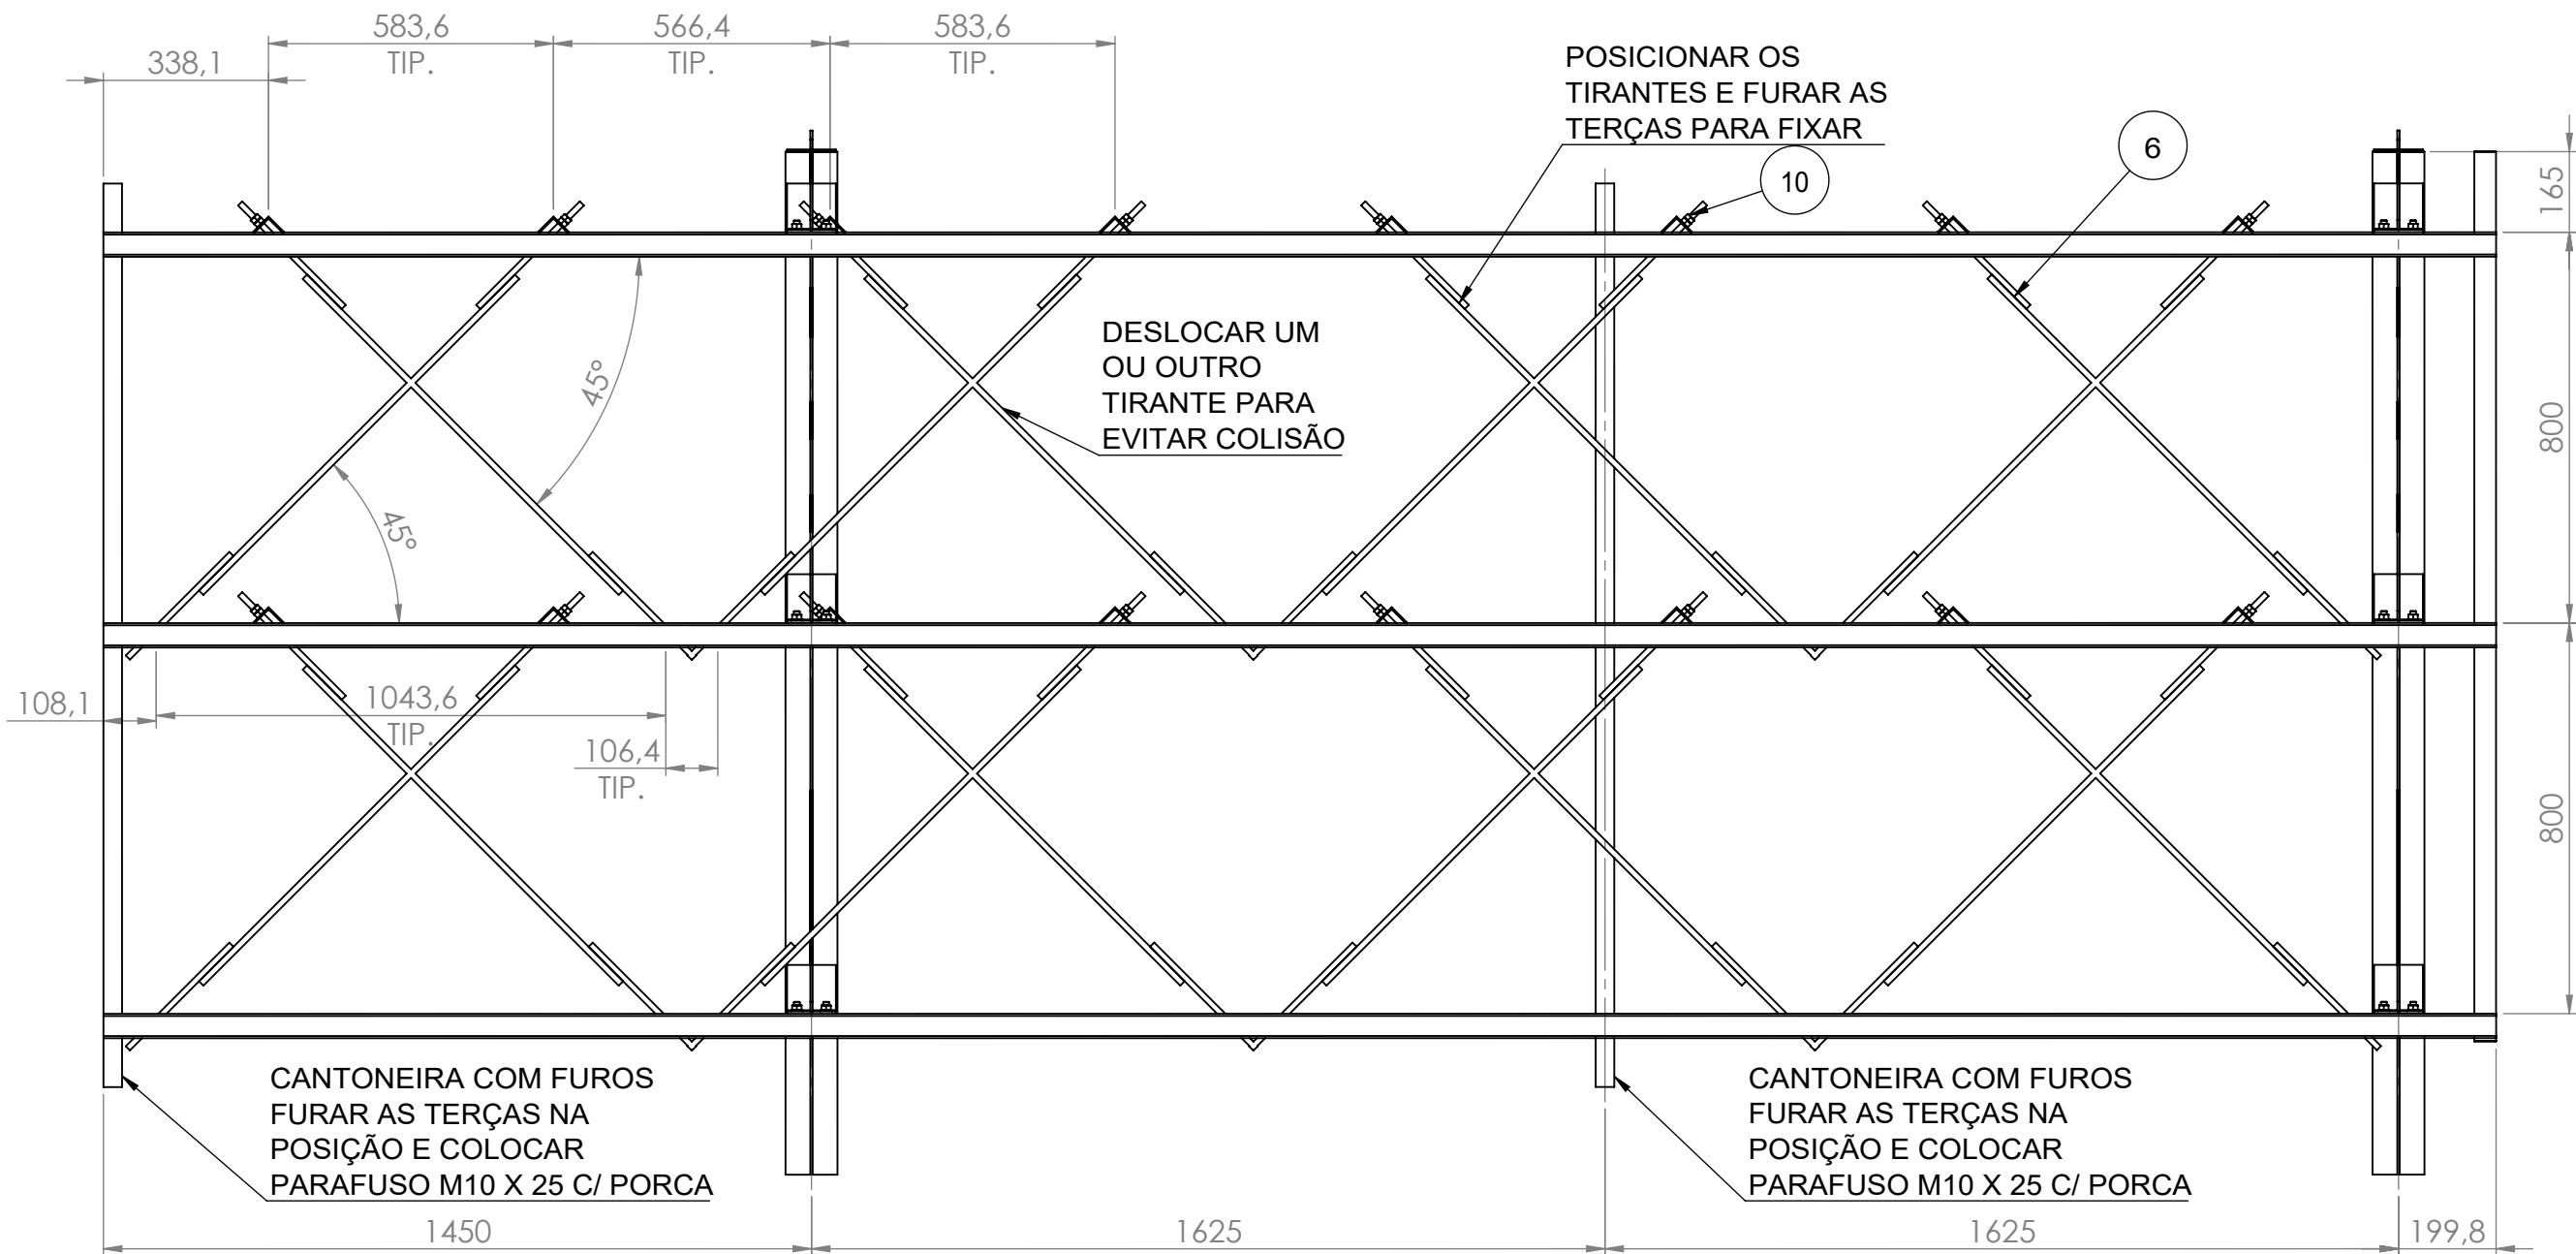 583,6
TIP.
566,4
TIP.
583,6
TIP.
338,1
POSICIONAR OS
TIRANTES E FURAR AS
TERÇAS PARA FIXAR
10
6
165
DESLOCAR UM
OU OUTRO
TIRANTE PARA
EVITAR COLISÃO
45°
45°
800
108,1
1043,6
TIP.
106,4
TIP.
800
CANTONEIRA COM FUROS
FURAR AS TERÇAS NA
POSIÇÃO E COLOCAR
PARAFUSO M10 X 25 C/ PORCA
CANTONEIRA COM FUROS
FURAR AS TERÇAS NA
POSIÇÃO E COLOCAR
PARAFUSO M10 X 25 C/ PORCA
1450
1625
1625
199,8